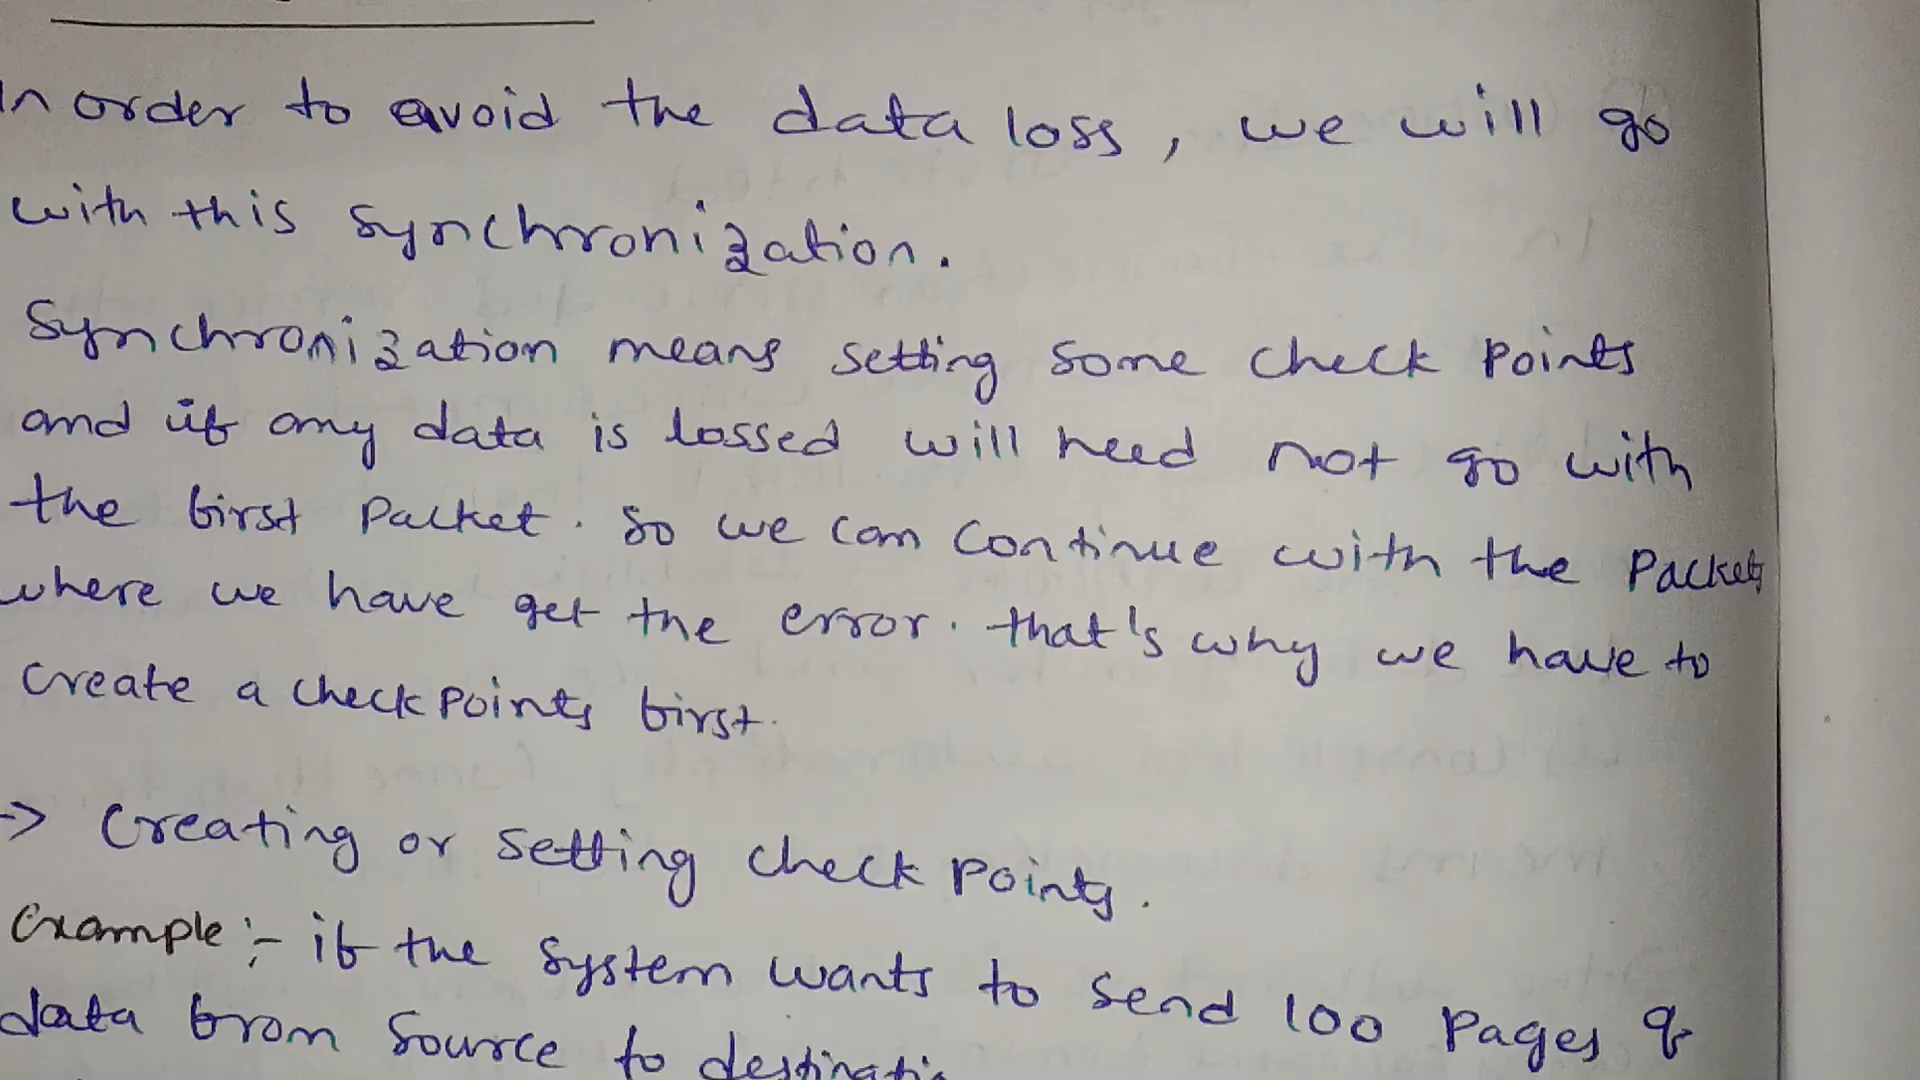 In order to avoid the data loss, we will go
with this synchronization.
Synchronization means setting some check points
and if any data is lossed will need not go with
the first packet. So we can continue with the packets
where we have get the error. that's why we have to
create a check points first.
-> Creating or setting check points.
Example :- if the system wants to send 100 pages of
data from source to